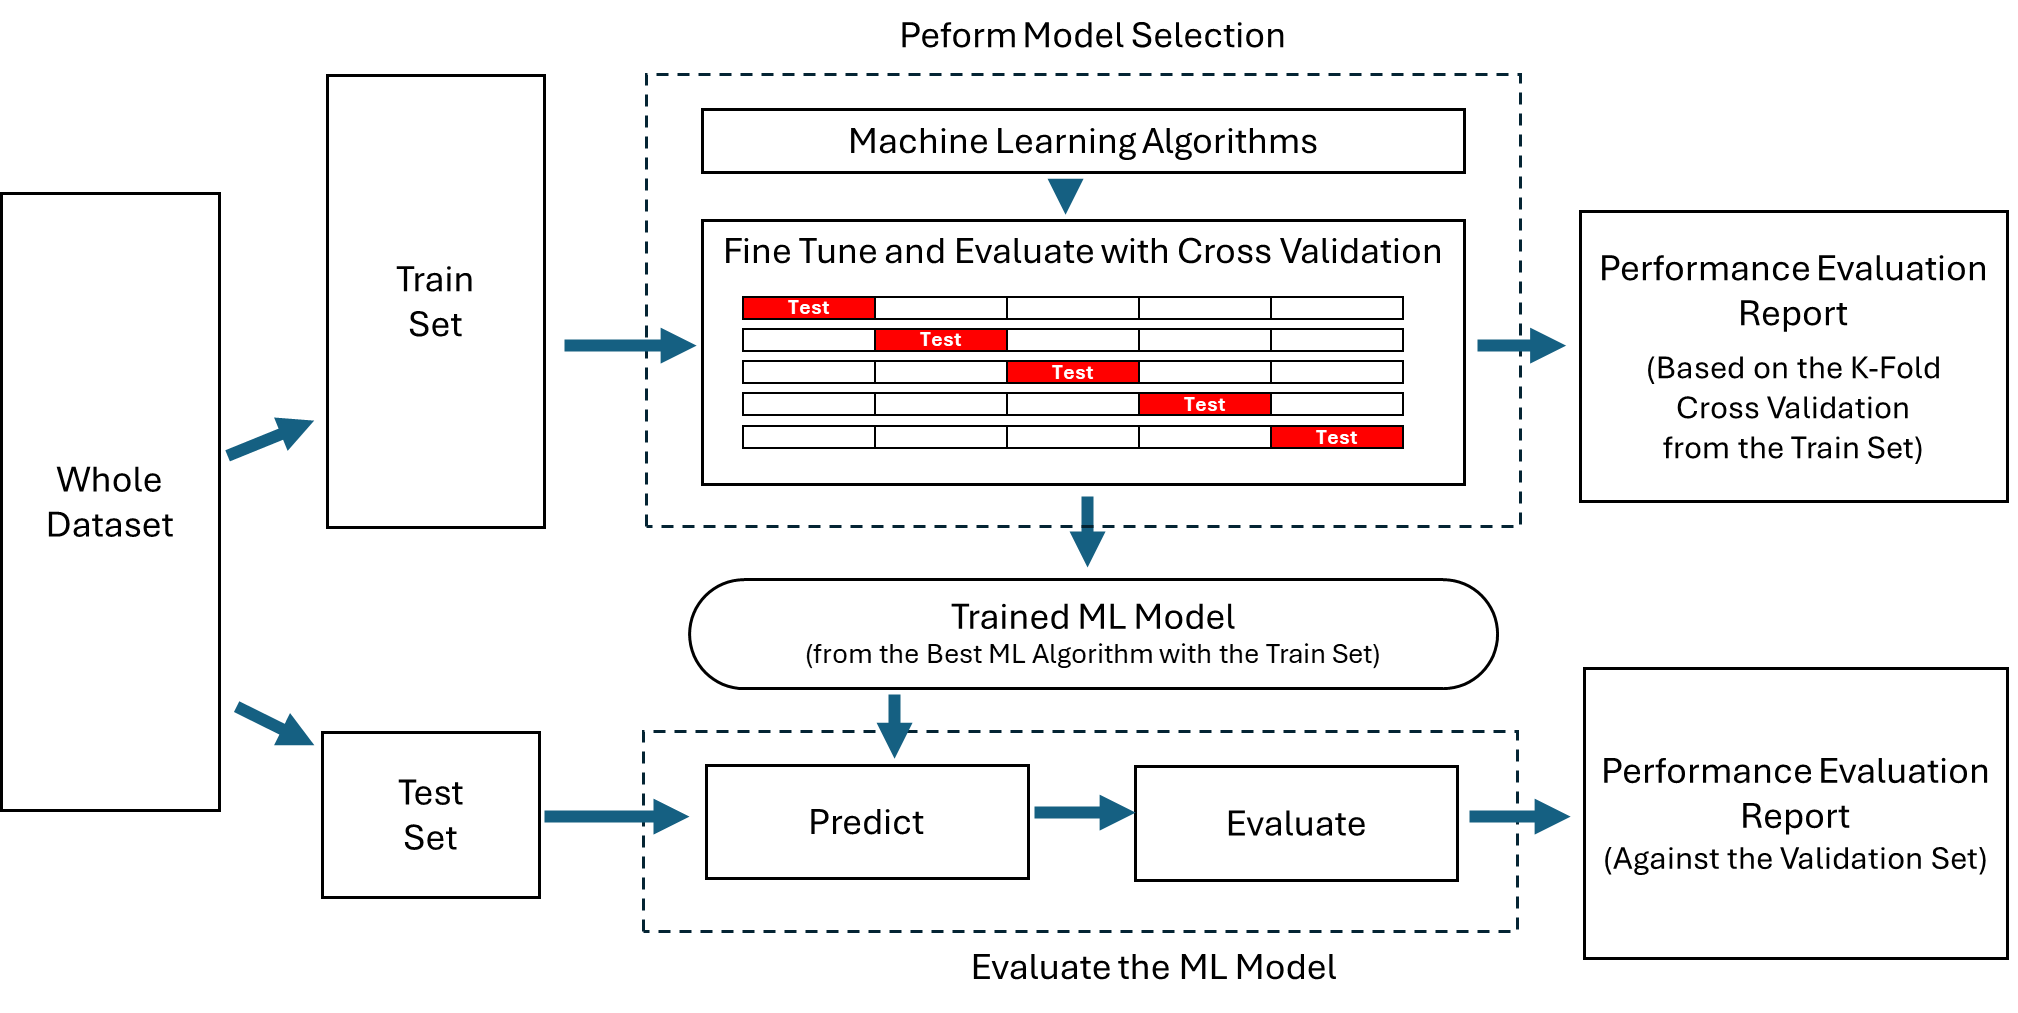 Peform Model Selection
Whole
Dataset
Train
Set
Machine Learning Algorithms
Fine Tune and Evaluate with Cross Validation
Test
Test
Test
Test
Test
Performance Evaluation
Report
(Based on the K-Fold
Cross Validation
from the Train Set)
Trained ML Model
(from the Best ML Algorithm with the Train Set)
Test
Set
Predict
Evaluate
Performance Evaluation
Report
(Against the Validation Set)
Evaluate the ML Model